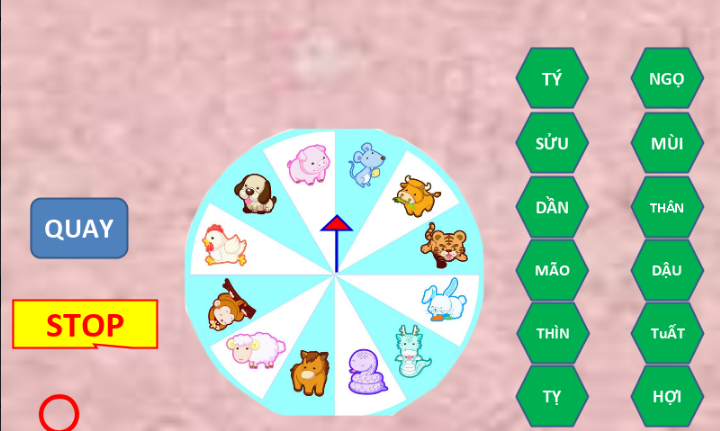 QUAY
STOP
TÝ
SỬU
DẦN
MÃO
THÌN
TỴ
NGỌ
MÙI
THÂN
DẬU
TuẤT
HỢI